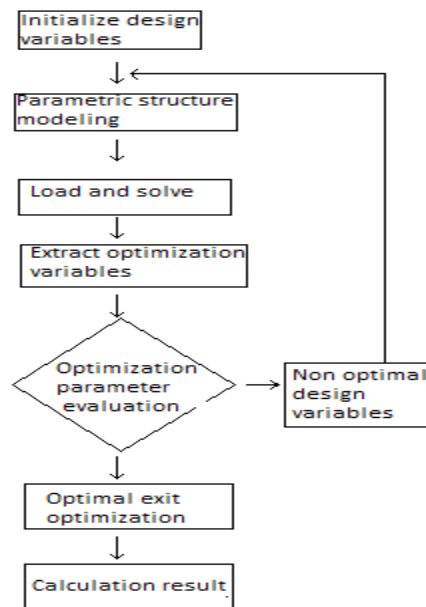 Initialize design
variables
Parametric structure
modeling
Load and solve
Extract optimization
variables
Optimization
parameter
evaluation
Non optimal
design
variables
Optimal exit
optimization
Calculation result